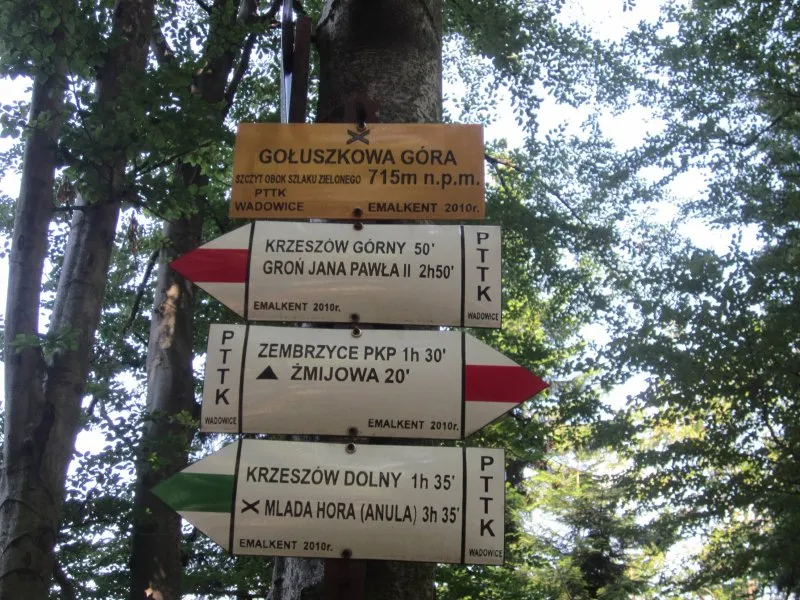 GOŁUSZKOWA GÓRA
SZCZYT OBOK SZLAKU ZIELONEGO 715m n.p.m.
PTTK
WADOWICE EMALKENT 2010r.
KRZESZÓW GÓRNY 50'
GROŃ JANA PAWŁA II 2h50'
EMALKENT 2010r.
PTTK
WADOWICE
PTTK
WADOWICE
ZEMBRZYCE PKP 1h 30'
ŻMIJOWA 20'
EMALKENT 2010r.
KRZESZÓW DOLNY 1h 35'
MLADA HORA (ANULA) 3h 35'
EMALKENT 2010r.
PTTK
WADOWICE